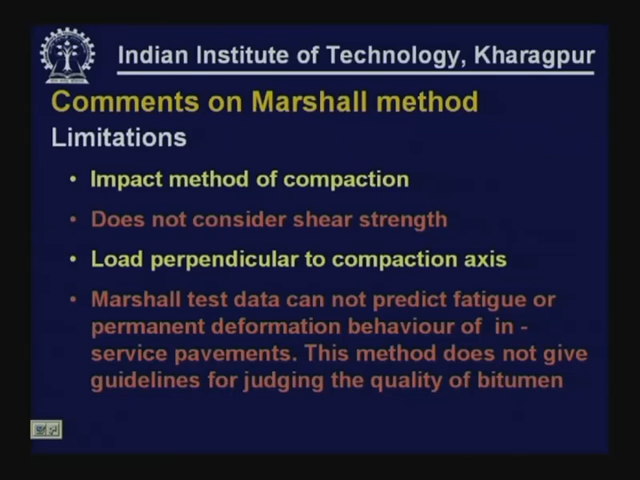 Indian Institute of Technology, Kharagpur
Comments on Marshall method
Limitations
• Impact method of compaction
• Does not consider shear strength
• Load perpendicular to compaction axis
• Marshall test data can not predict fatigue or
permanent deformation behaviour of in -
service pavements. This method does not give
guidelines for judging the quality of bitumen